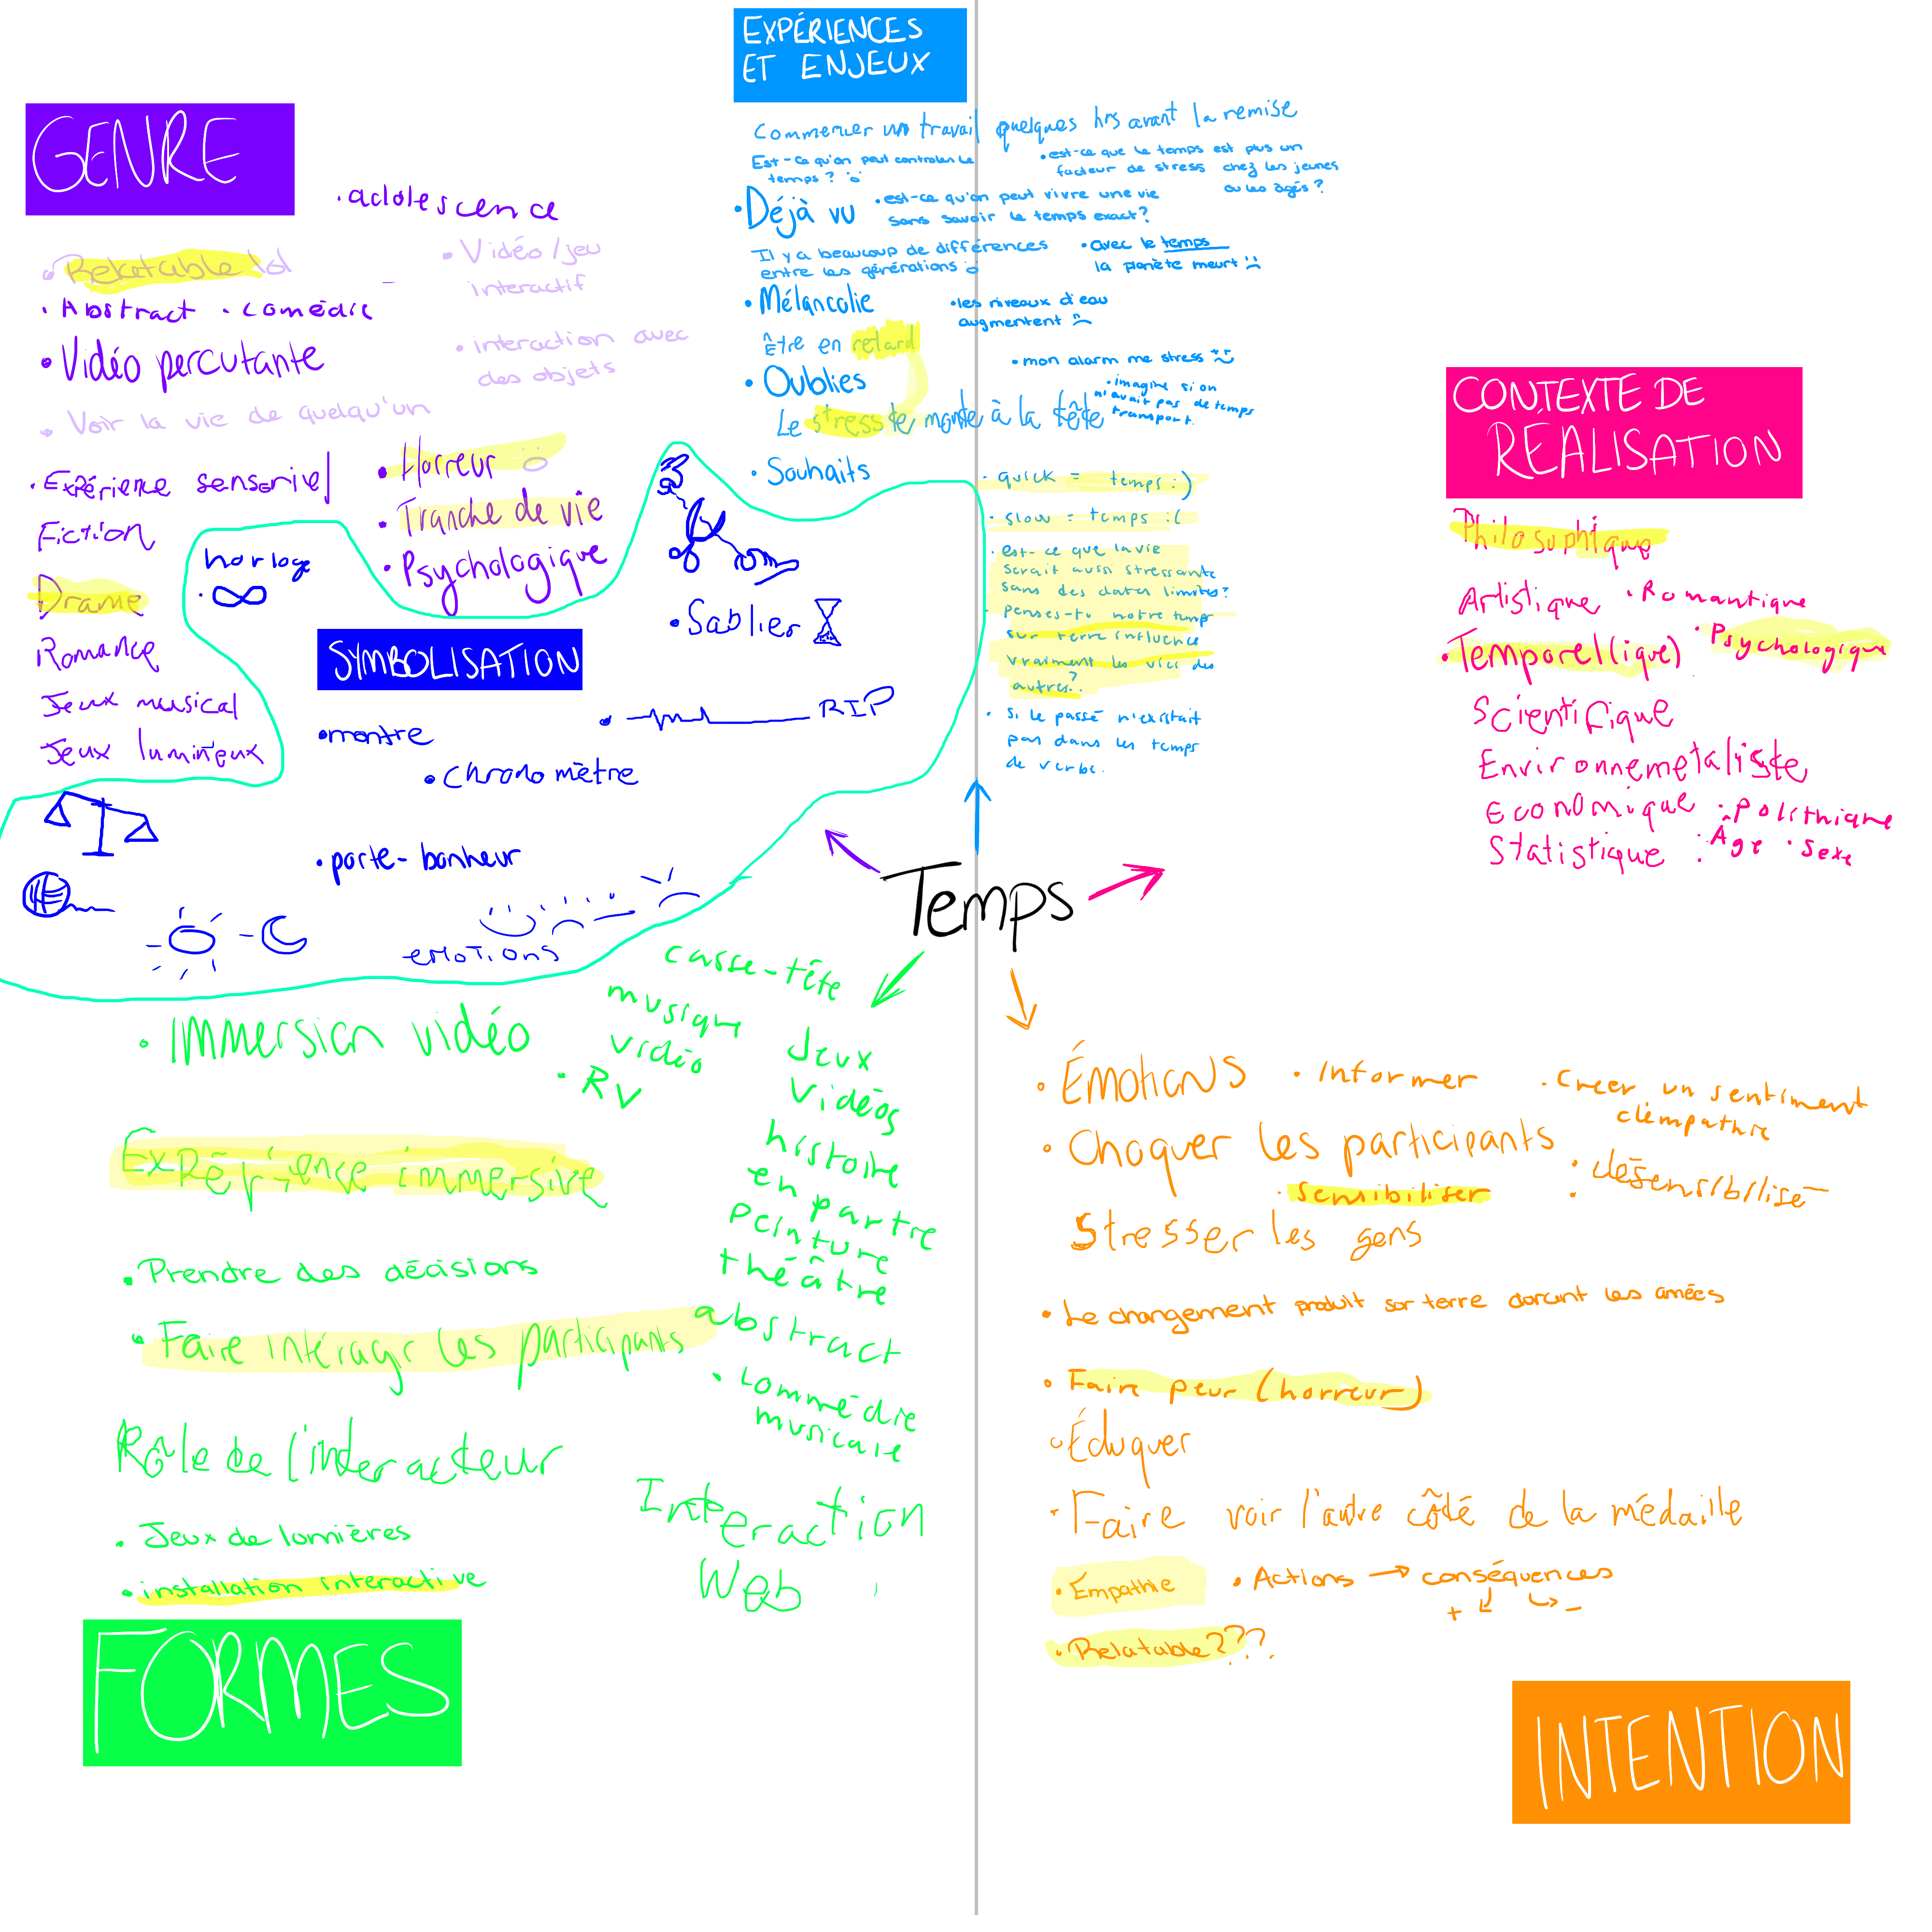 EXPÉRIENCES
ET ENJEUX
Commencer un travail quelques hrs avant la remise
Est-ce qu'on peut controler le
temps?
• est-ce que le temps est plus un
facteur de stress chez les jeunes
ou les âgés?
• Déjà vu
• est-ce qu'on peut vivre une vie
sans savoir le temps exact?
Il y a beaucoup de différences
entre les générations
• avec le temps
la planète meurt
• Mélancolie
• les niveaux d'eau
augmentent
Être en retard
• mon alarm me stress
• Oublies
• imagine si on
n'avait pas de temps
transport.
Le stress te monte à la tête
• Souhaits
• quick = temps :)
• slow = temps :(
• est-ce que la vie
serait aussi stressante
sans des dates limites?
• penses-tu notre temp
sur terre influence
vraiment les vies des
autres?
• si le passé n'existait
pas dans les temps
de verbe.
GENRE
• adolescence
• Relatable lol
• Vidéo/jeu
interactif
• Abstract • comédie
• Vidéo percutante
• interaction avec
des objets
• Voir la vie de quelqu'un
• Expérience sensoriel
• Horreur
• Tranche de vie
• Psychologique
Fiction
Drame
Romance
Jeux musical
Jeux lumineux
horloge
• ∞
SYMBOLISATION
• Sablier
• RIP
• montre
• chronomètre
• porte-bonheur
eMOTIONS
CONTEXTE DE
RÉALISATION
Philosophique
Artistique • Romantique
• Temporel(ique) • Psychologique
Scientifique
Environnemetaliste
Economique • Polithique
Statistique • Âge • Sexe
Temps
casse-tête
musique
vidéo
• RV
• Immersion vidéo
Jeux
vidéos
histoire
en partre
Peinture
théâtre
abstract
• commédie
musicale
Expérience immersive
• Prendre des décisions
• Faire intéragir les participants
Rôle de l'interacteur
Interaction
Web
• Jeux de lumières
• installation interactive
FORMES
• ÉMOTIONS • Informer • Creer un sentiment
d'empathie
• Choquer les participants
• désensibilisé
• sensibiliser
Stresser les gens
• Le changement produit sur terre durant les années
• Faire peur (horreur)
• Éduquer
• Faire voir l'autre côté de la médaille
• Empathie • Actions → conséquences
+ -
• Relatable???
INTENTION